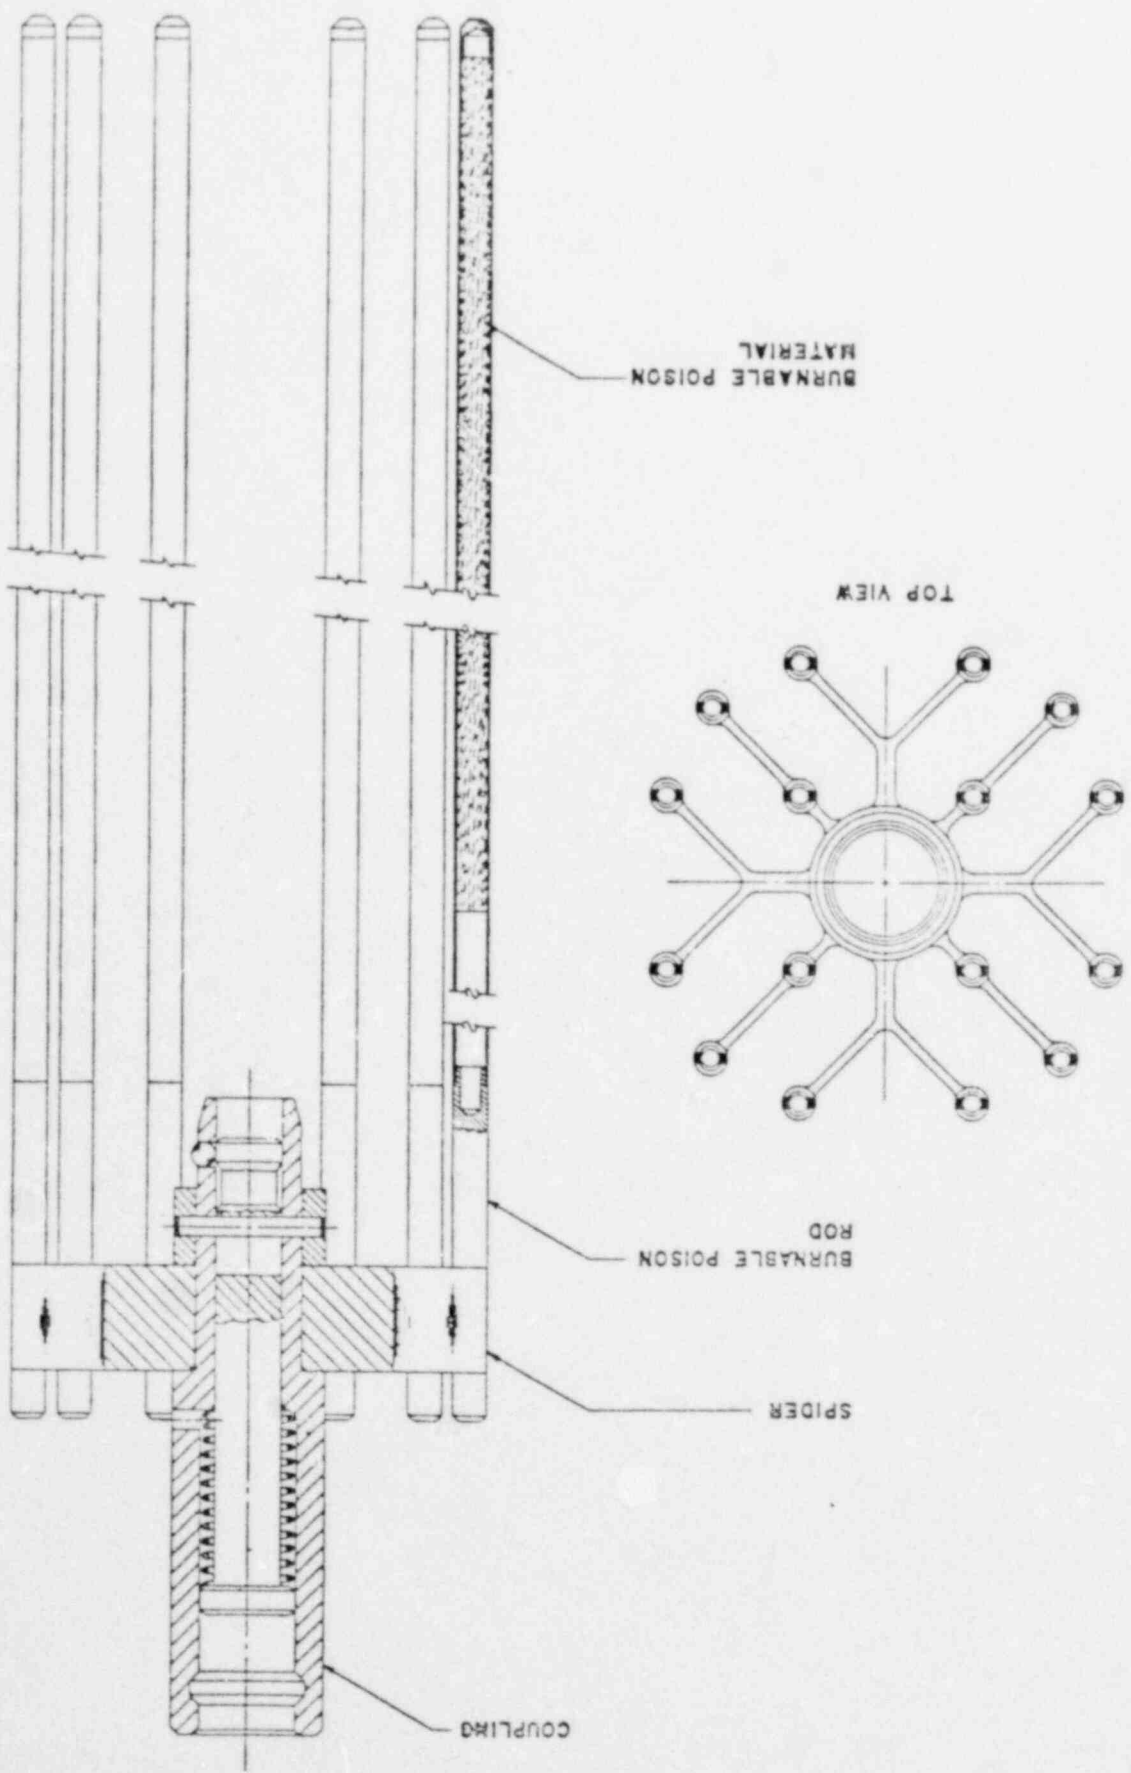 COUPLING
SPIDER
BURNABLE POISON
ROD
TOP VIEW
BURNABLE POISON
MATERIAL